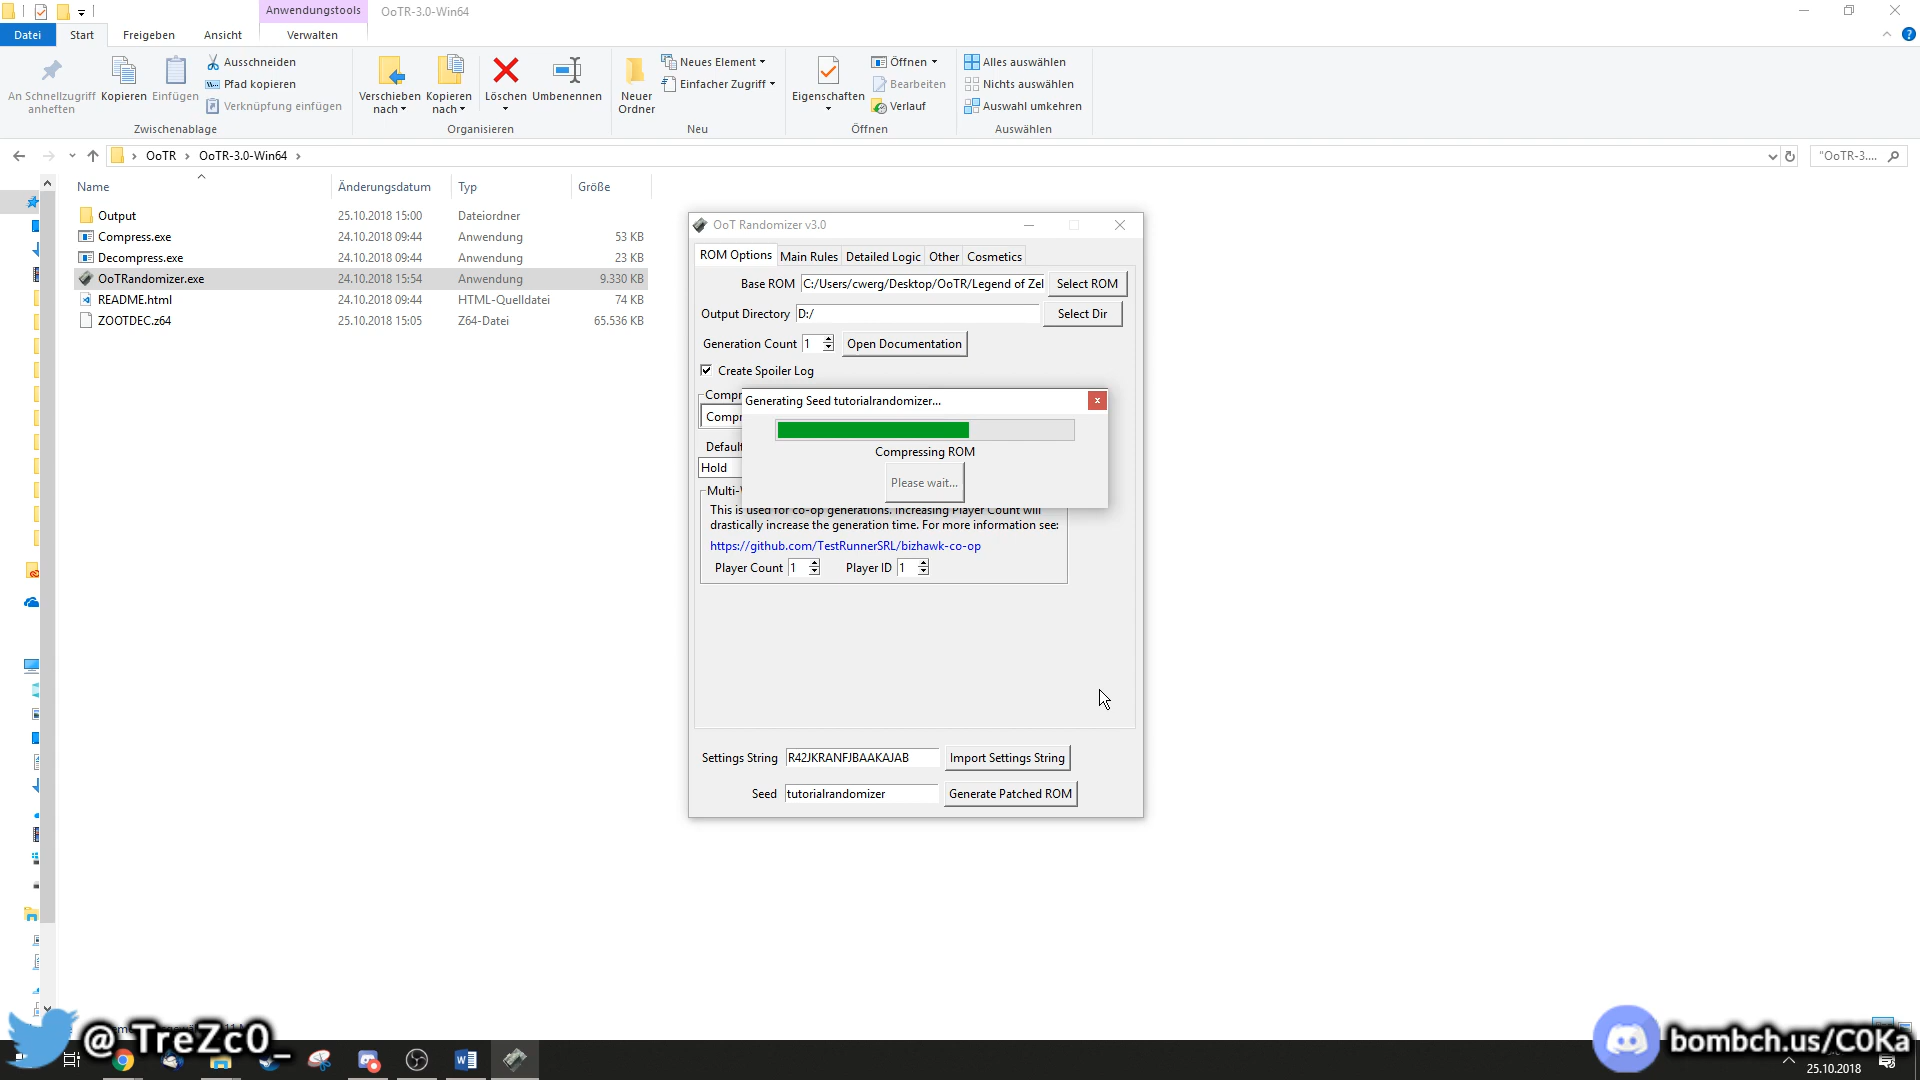 Anwendungstools
OoTR-3.0-Win64
Datei
Start
Freigeben
Ansicht
Verwalten
An Schnellzugriff
anheften
Kopieren
Einfügen
Ausschneiden
Pfad kopieren
Verknüpfung einfügen
Zwischenablage
Verschieben
nach
Kopieren
nach
Löschen
Umbenennen
Organisieren
Neuer
Ordner
Neues Element
Einfacher Zugriff
Neu
Eigenschaften
Öffnen
Bearbeiten
Verlauf
Öffnen
Alles auswählen
Nichts auswählen
Auswahl umkehren
Auswählen
OoTR > OoTR-3.0-Win64 >
"OoTR-3....
Name Änderungsdatum Typ Größe
Output 25.10.2018 15:00 Dateiordner
Compress.exe 24.10.2018 09:44 Anwendung 53 KB
Decompress.exe 24.10.2018 09:44 Anwendung 23 KB
OoTRandomizer.exe 24.10.2018 15:54 Anwendung 9.330 KB
README.html 24.10.2018 09:44 HTML-Quelldatei 74 KB
ZOOTDEC.z64 25.10.2018 15:05 Z64-Datei 65.536 KB
OoT Randomizer v3.0
ROM Options Main Rules Detailed Logic Other Cosmetics
Base ROM C:/Users/cwerg/Desktop/OoTR/Legend of Zel Select ROM
Output Directory D:/ Select Dir
Generation Count 1 Open Documentation
Create Spoiler Log
Compr
Compr
Generating Seed tutorialrandomizer...
Compressing ROM
Please wait...
Default
Hold
Multi-
This is used for co-op generations. Increasing Player Count will
drastically increase the generation time. For more information see:
https://github.com/TestRunnerSRL/bizhawk-co-op
Player Count 1 Player ID 1
Settings String R42JKRANFJBAAKAJAB Import Settings String
Seed tutorialrandomizer Generate Patched ROM
@_TreZc0_
bombch.us/C0Ka
25.10.2018